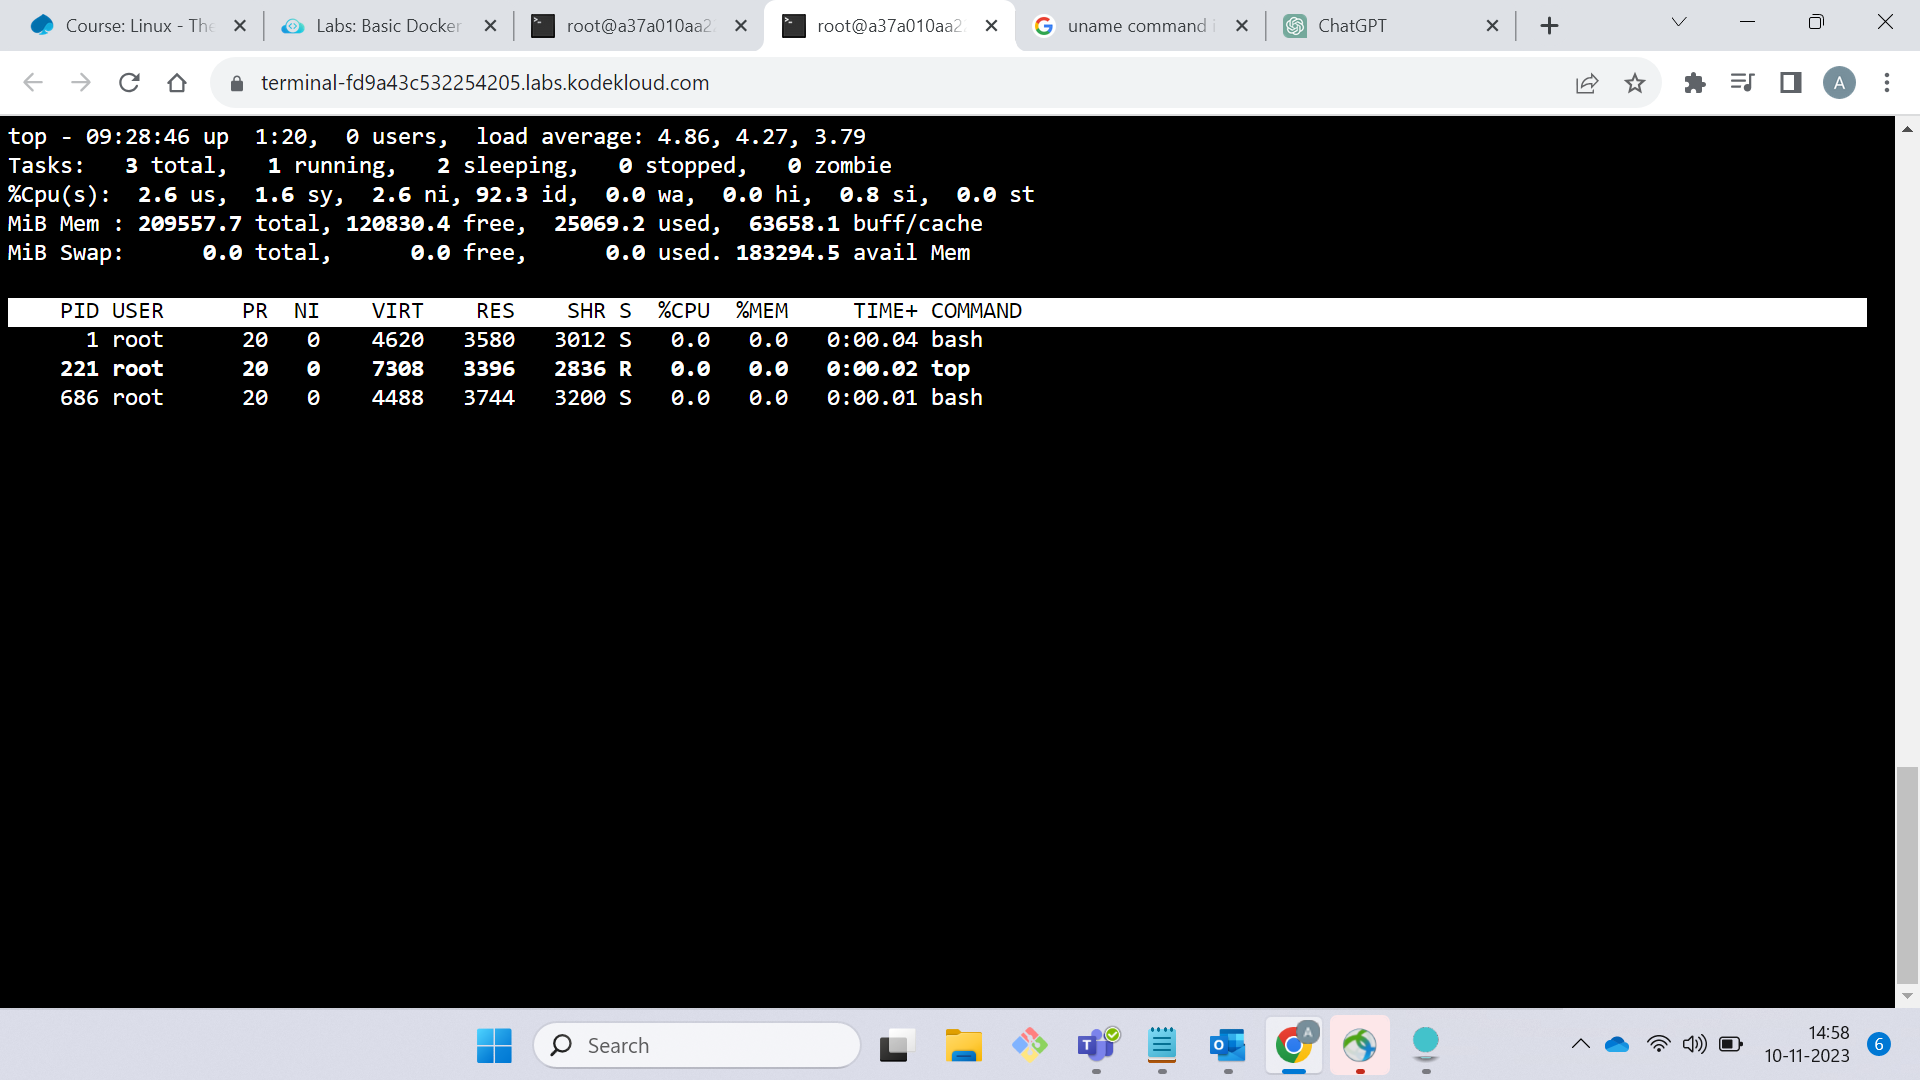 Course: Linux - The
Labs: Basic Docker
root@a37a010aa2
root@a37a010aa2
uname command i
ChatGPT
terminal-fd9a43c532254205.labs.kodekloud.com
A
top - 09:28:46 up  1:20,  0 users,  load average: 4.86, 4.27, 3.79
Tasks:   3 total,   1 running,   2 sleeping,   0 stopped,   0 zombie
%Cpu(s):  2.6 us,  1.6 sy,  2.6 ni, 92.3 id,  0.0 wa,  0.0 hi,  0.8 si,  0.0 st
MiB Mem : 209557.7 total, 120830.4 free,  25069.2 used,  63658.1 buff/cache
MiB Swap:      0.0 total,      0.0 free,      0.0 used. 183294.5 avail Mem
PID USER      PR  NI    VIRT    RES    SHR S  %CPU  %MEM     TIME+ COMMAND
1 root      20   0    4620   3580   3012 S   0.0   0.0   0:00.04 bash
221 root      20   0    7308   3396   2836 R   0.0   0.0   0:00.02 top
686 root      20   0    4488   3744   3200 S   0.0   0.0   0:00.01 bash
Search
A
14:58
10-11-2023
6